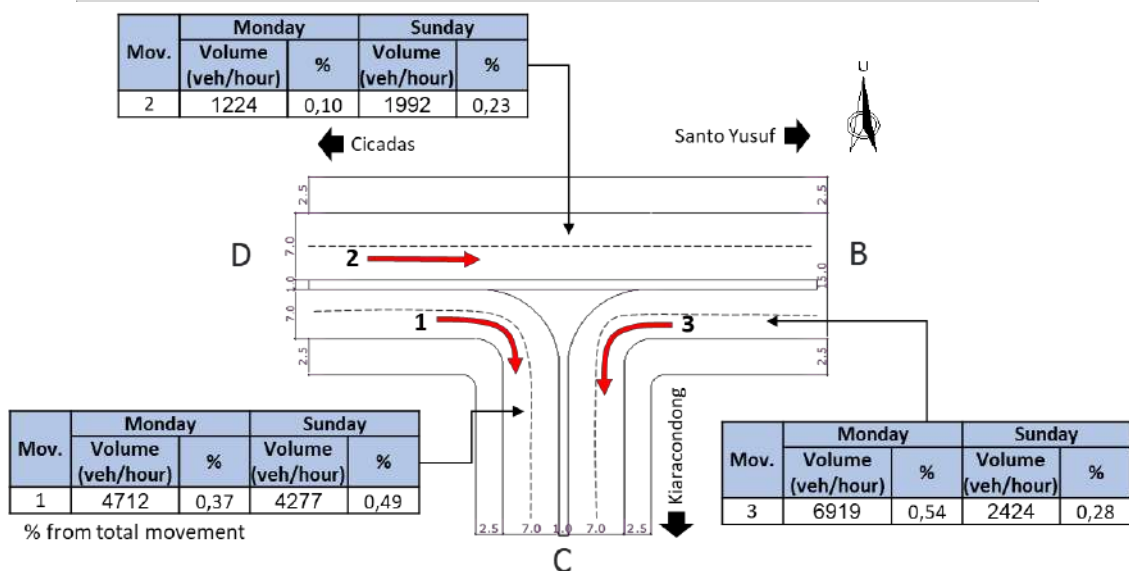 Mov. Monday Sunday
Volume (veh/hour) % Volume (veh/hour) %
2 1224 0,10 1992 0,23
U
Cicadas
Santo Yusuf
2.5
2.5
7.0
D
2
B
15.0
1.0
7.0
1
3
2.5
2.5
Mov. Monday Sunday
Volume (veh/hour) % Volume (veh/hour) %
1 4712 0,37 4277 0,49
% from total movement
Kiaracondong
Mov. Monday Sunday
Volume (veh/hour) % Volume (veh/hour) %
3 6919 0,54 2424 0,28
2.5 7.0 1.0 7.0 2.5
C